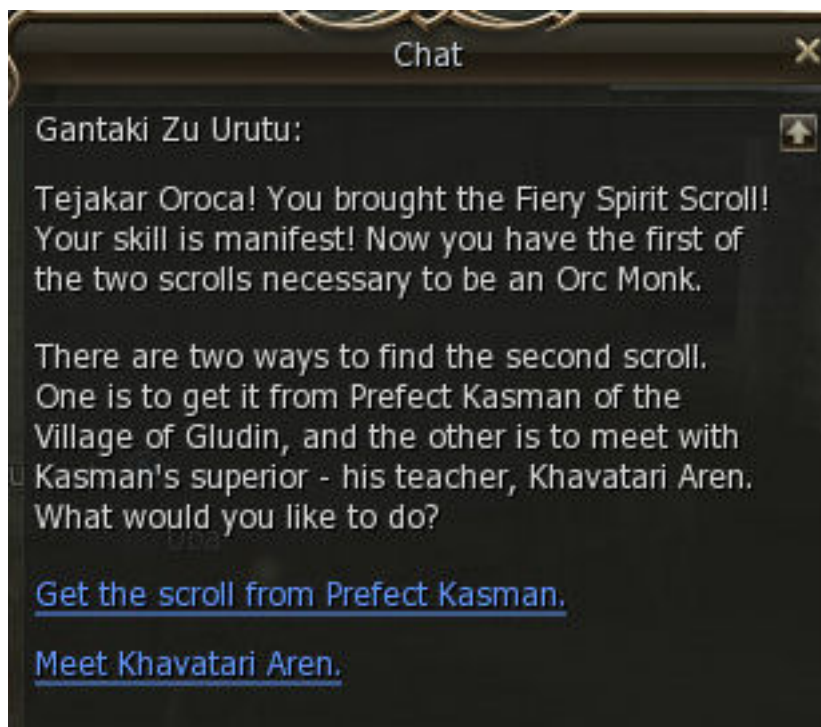 Chat
Gantaki Zu Urutu:
Tejakar Oroca! You brought the Fiery Spirit Scroll!
Your skill is manifest! Now you have the first of
the two scrolls necessary to be an Orc Monk.
There are two ways to find the second scroll.
One is to get it from Prefect Kasman of the
Village of Gludin, and the other is to meet with
Kasman's superior - his teacher, Khavatari Aren.
What would you like to do?
Get the scroll from Prefect Kasman.
Meet Khavatari Aren.